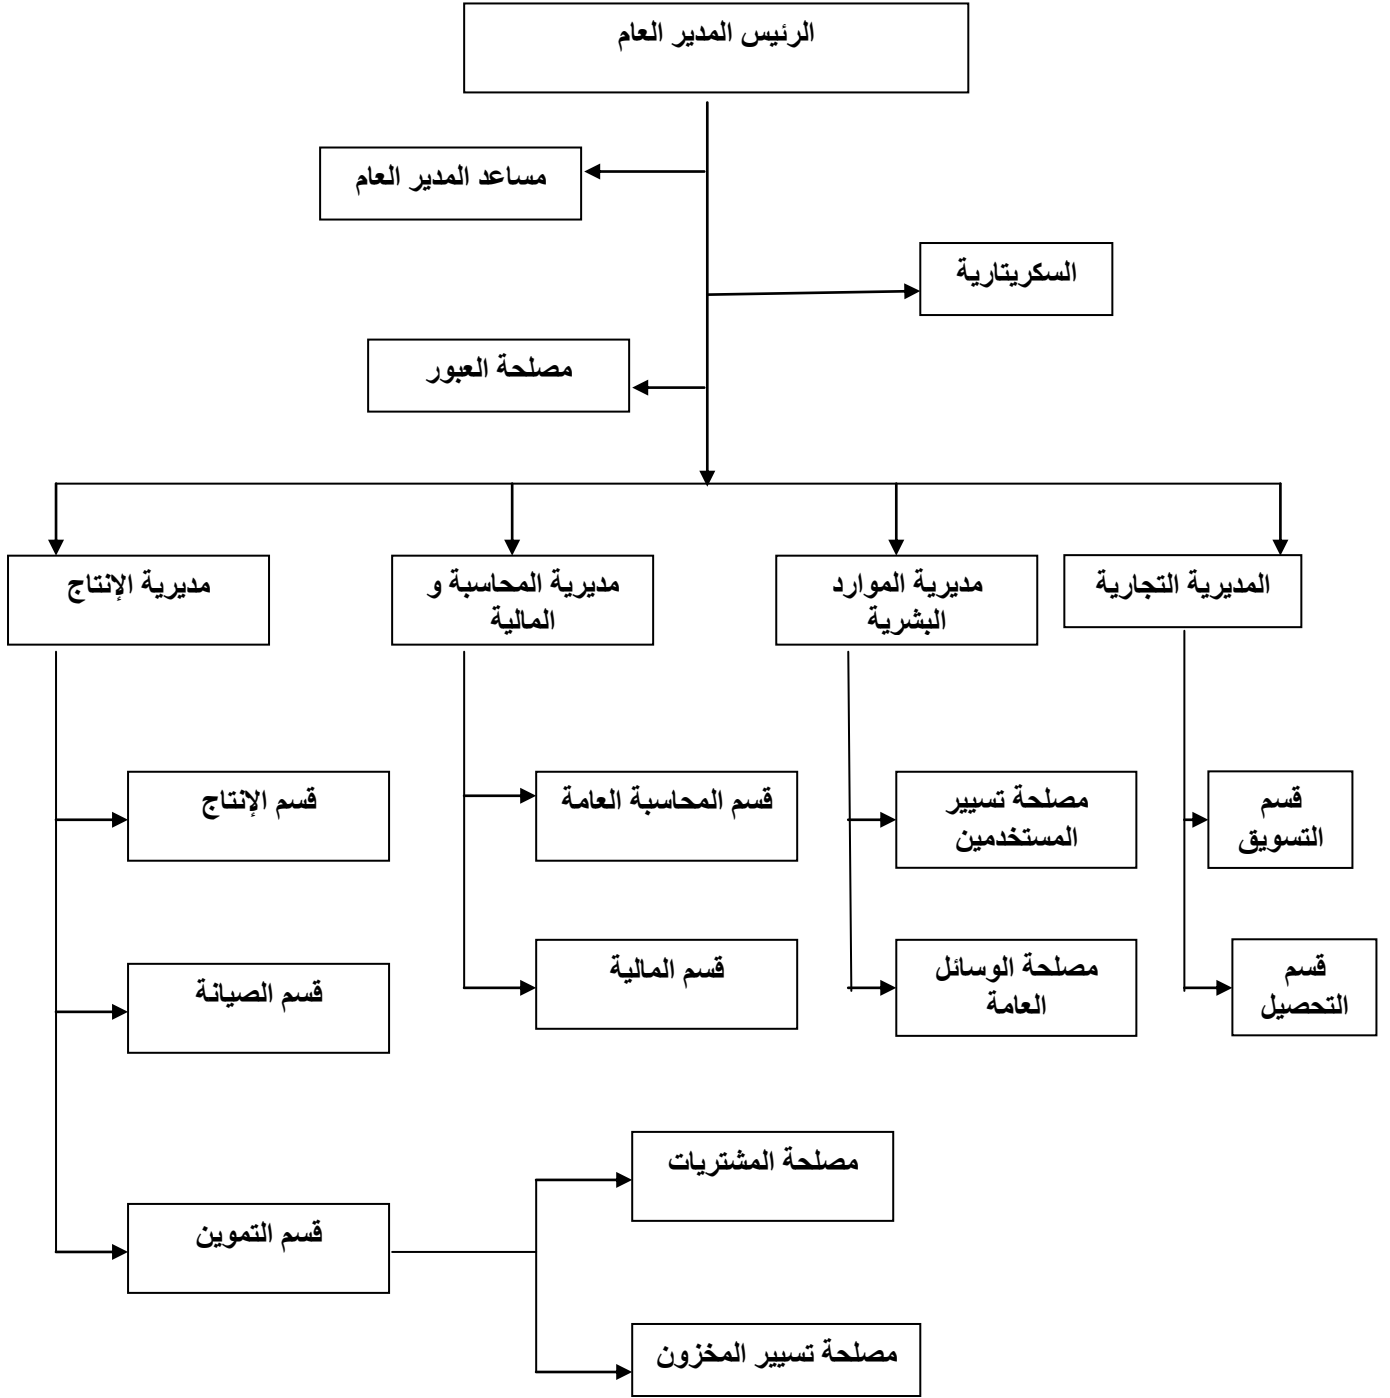 الرئيس المدير العام
مساعد المدير العام
السكريتارية
مصلحة العبور
المديرية التجارية
مديرية الموارد
البشرية
مديرية المحاسبة و
المالية
مديرية الإنتاج
قسم
التسويق
مصلحة تسيير
المستخدمين
قسم المحاسبة العامة
قسم الإنتاج
قسم
التحصيل
مصلحة الوسائل
العامة
قسم المالية
قسم الصيانة
مصلحة المشتريات
قسم التموين
مصلحة تسيير المخزون